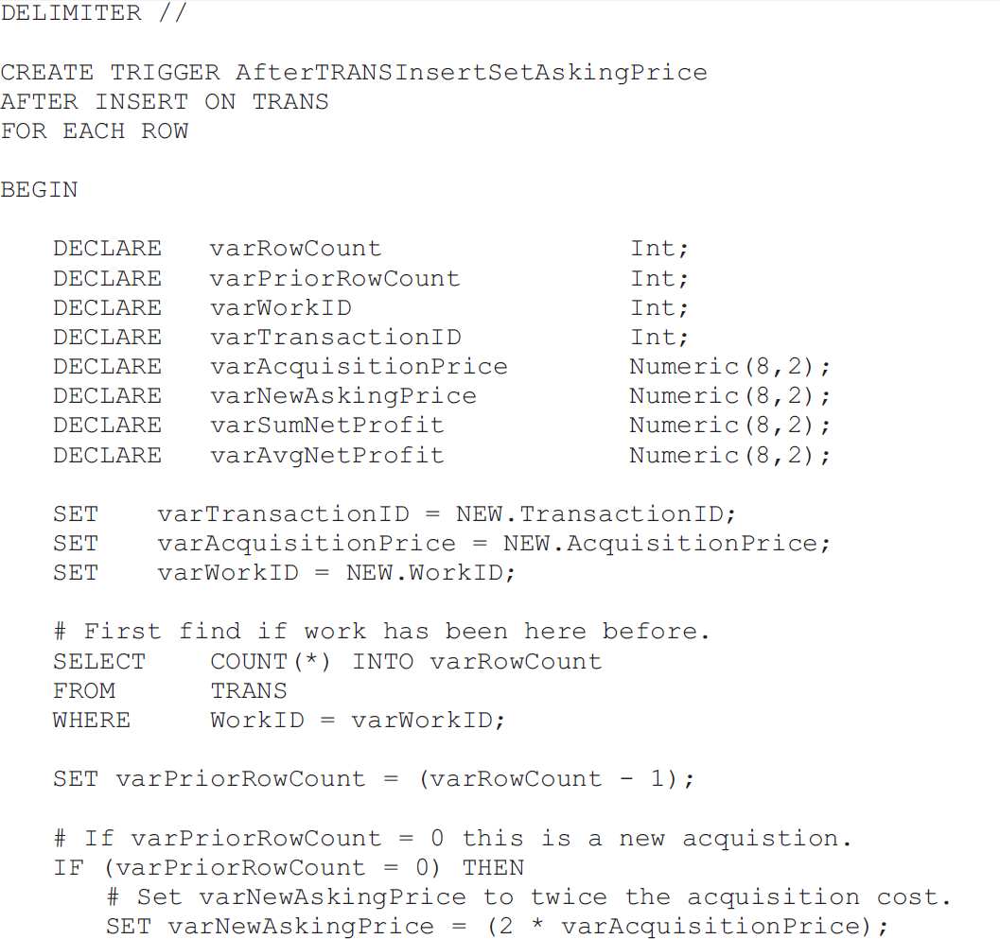 DELIMITER //
CREATE TRIGGER AfterTRANSInsertSetAskingPrice
AFTER INSERT ON TRANS
FOR EACH ROW
BEGIN
DECLARE varRowCount Int;
DECLARE varPriorRowCount Int;
DECLARE varWorkID Int;
DECLARE varTransactionID Int;
DECLARE varAcquisitionPrice Numeric(8,2);
DECLARE varNewAskingPrice Numeric(8,2);
DECLARE varSumNetProfit Numeric(8,2);
DECLARE varAvgNetProfit Numeric(8,2);
SET varTransactionID = NEW.TransactionID;
SET varAcquisitionPrice = NEW.AcquisitionPrice;
SET varWorkID = NEW.WorkID;
# First find if work has been here before.
SELECT COUNT(*) INTO varRowCount
FROM TRANS
WHERE WorkID = varWorkID;
SET varPriorRowCount = (varRowCount - 1);
# If varPriorRowCount = 0 this is a new acquistion.
IF (varPriorRowCount = 0) THEN
# Set varNewAskingPrice to twice the acquisition cost.
SET varNewAskingPrice = (2 * varAcquisitionPrice);